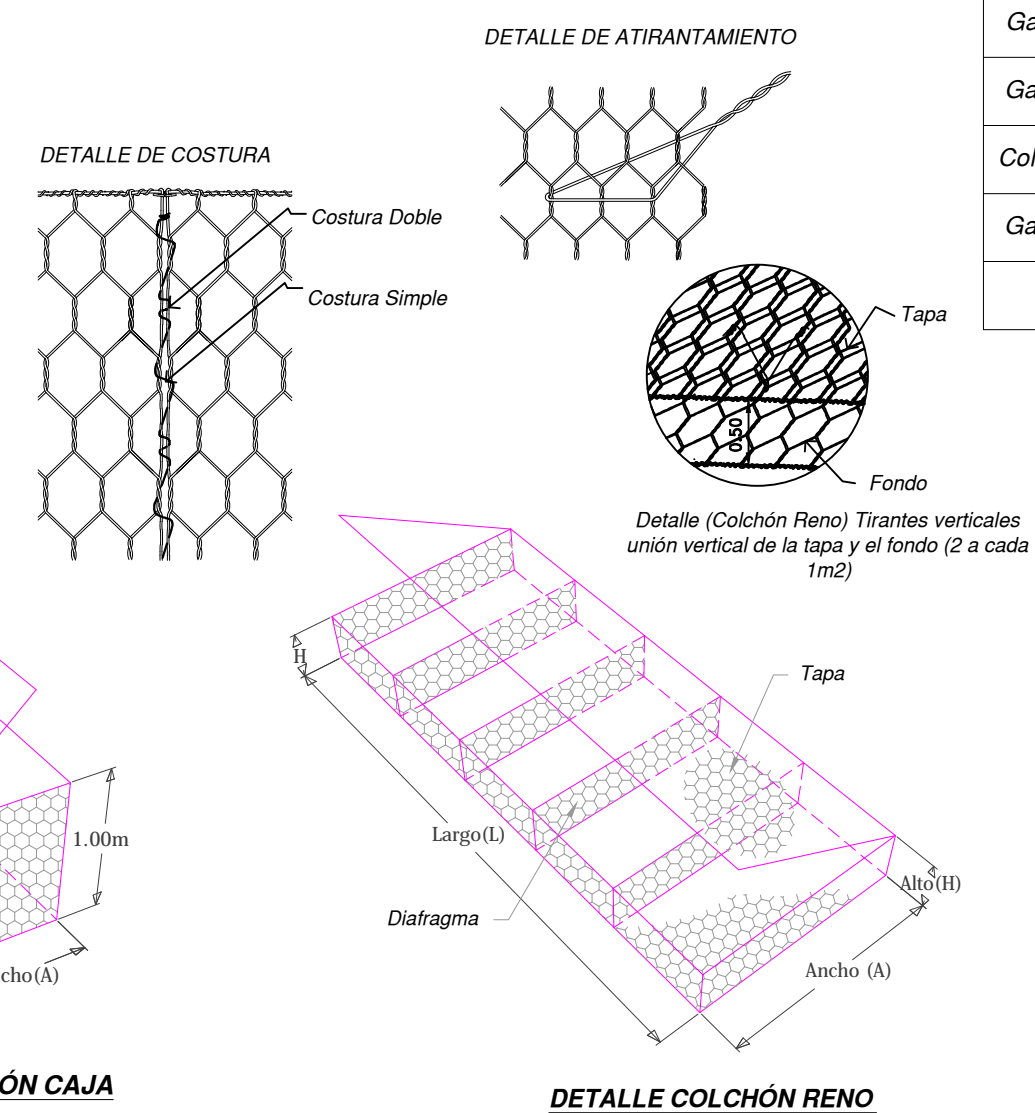 DETALLE DE ATIRANTAMIENTO
DETALLE DE COSTURA
Costura Doble
Costura Simple
Tapa
0.50
Fondo
Detalle (Colchón Reno) Tirantes verticales
unión vertical de la tapa y el fondo (2 a cada
1m2)
H
Tapa
Largo(L)
Diafragma
Alto(H)
Ancho (A)
1.00m
cho(A)
ÓN CAJA
DETALLE COLCHÓN RENO
Ga
Ga
Col
Ga